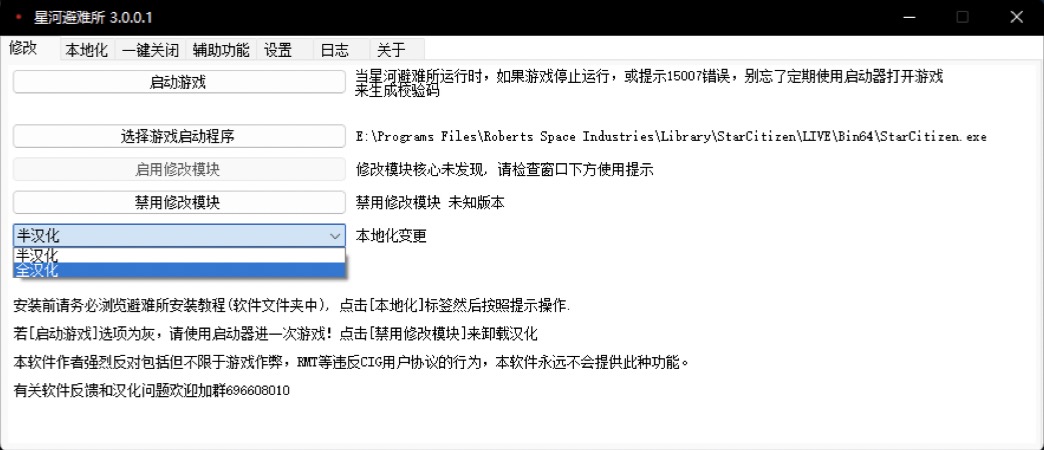 星河避难所 3.0.0.1
修改 本地化 一键关闭 辅助功能 设置 日志 关于
启动游戏
当星河避难所运行时，如果游戏停止运行，或提示15007错误，别忘了定期使用启动器打开游戏
来生成校验码
选择游戏启动程序 E:\Programs Files\Roberts Space Industries\Library\StarCitizen\LIVE\Bin64\StarCitizen.exe
启用修改模块 修改模块核心未发现, 请检查窗口下方使用提示
禁用修改模块 禁用修改模块 未知版本
半汉化 本地化变更
半汉化
全汉化
安装前请务必浏览避难所安装教程(软件文件夹中), 点击[本地化]标签然后按照提示操作.
若[启动游戏]选项为灰，请使用启动器进一次游戏! 点击[禁用修改模块]来卸载汉化
本软件作者强烈反对包括但不限于游戏作弊，RMT等违反CIG用户协议的行为，本软件永远不会提供此种功能。
有关软件反馈和汉化问题欢迎加群696608010